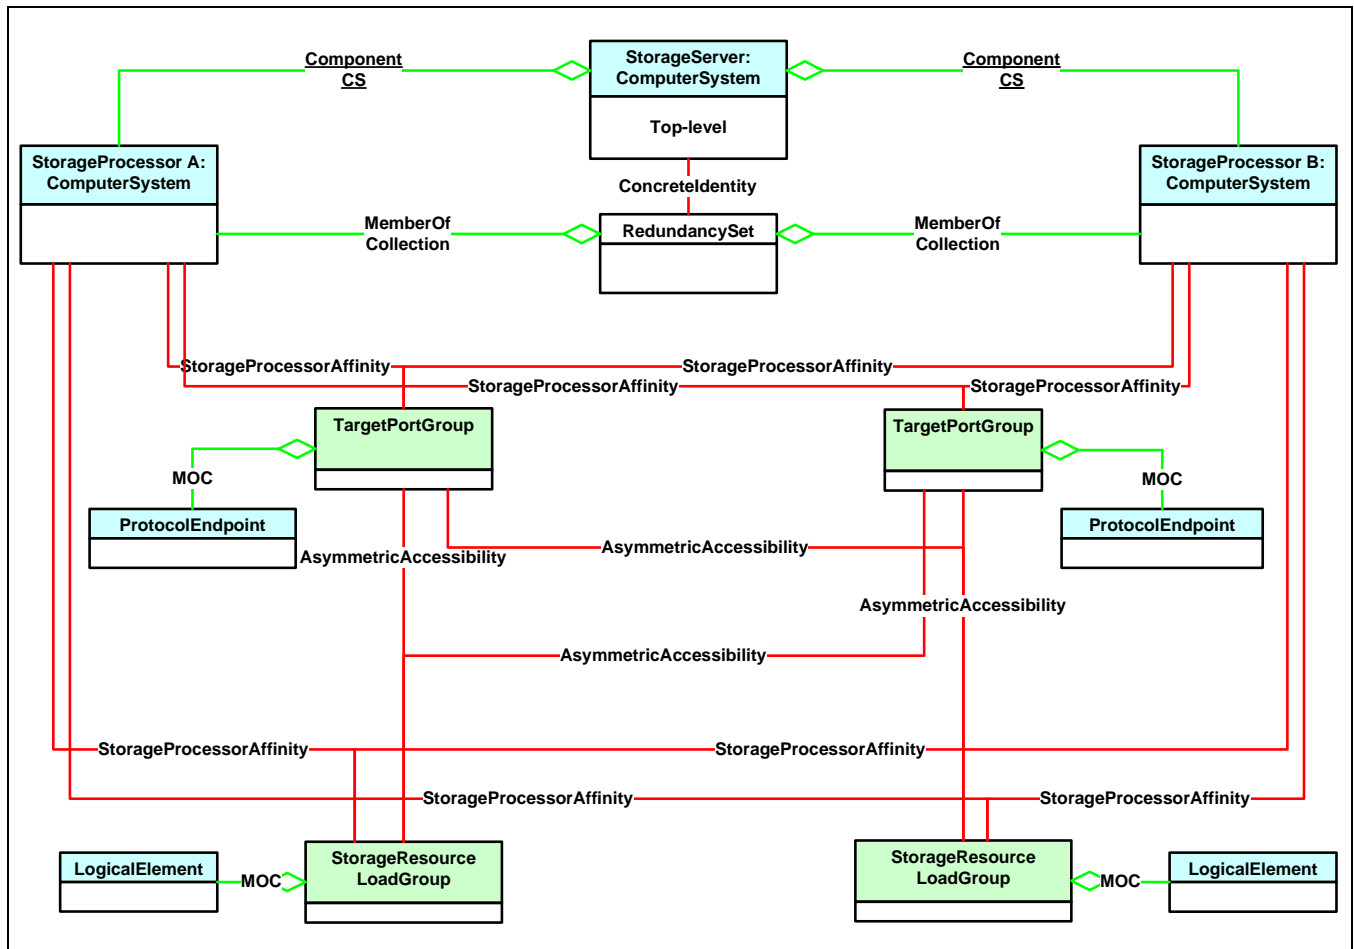 Component
CS
StorageServer:
ComputerSystem
Component
CS
Top-level
StorageProcessor A:
ComputerSystem
StorageProcessor B:
ComputerSystem
ConcreteIdentity
MemberOf
Collection
RedundancySet
MemberOf
Collection
StorageProcessorAffinity
StorageProcessorAffinity
StorageProcessorAffinity
StorageProcessorAffinity
TargetPortGroup
TargetPortGroup
MOC
MOC
ProtocolEndpoint
ProtocolEndpoint
AsymmetricAccessibility
AsymmetricAccessibility
AsymmetricAccessibility
AsymmetricAccessibility
StorageProcessorAffinity
StorageProcessorAffinity
StorageProcessorAffinity
StorageProcessorAffinity
LogicalElement
MOC
StorageResource
LoadGroup
StorageResource
LoadGroup
MOC
LogicalElement